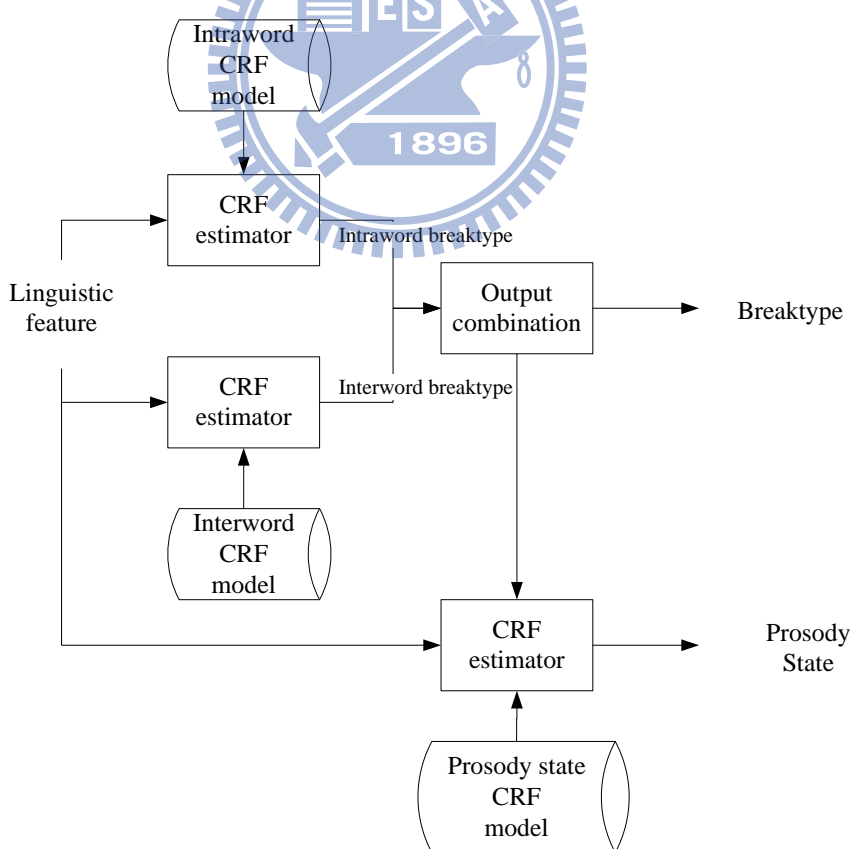 ES A
Intraword
CRF
model
1896
CRF
estimator
Intraword breaktype
Linguistic
feature
Output
combination
Breaktype
CRF
estimator
Interword breaktype
Interword
CRF
model
CRF
estimator
Prosody
State
Prosody state
CRF
model